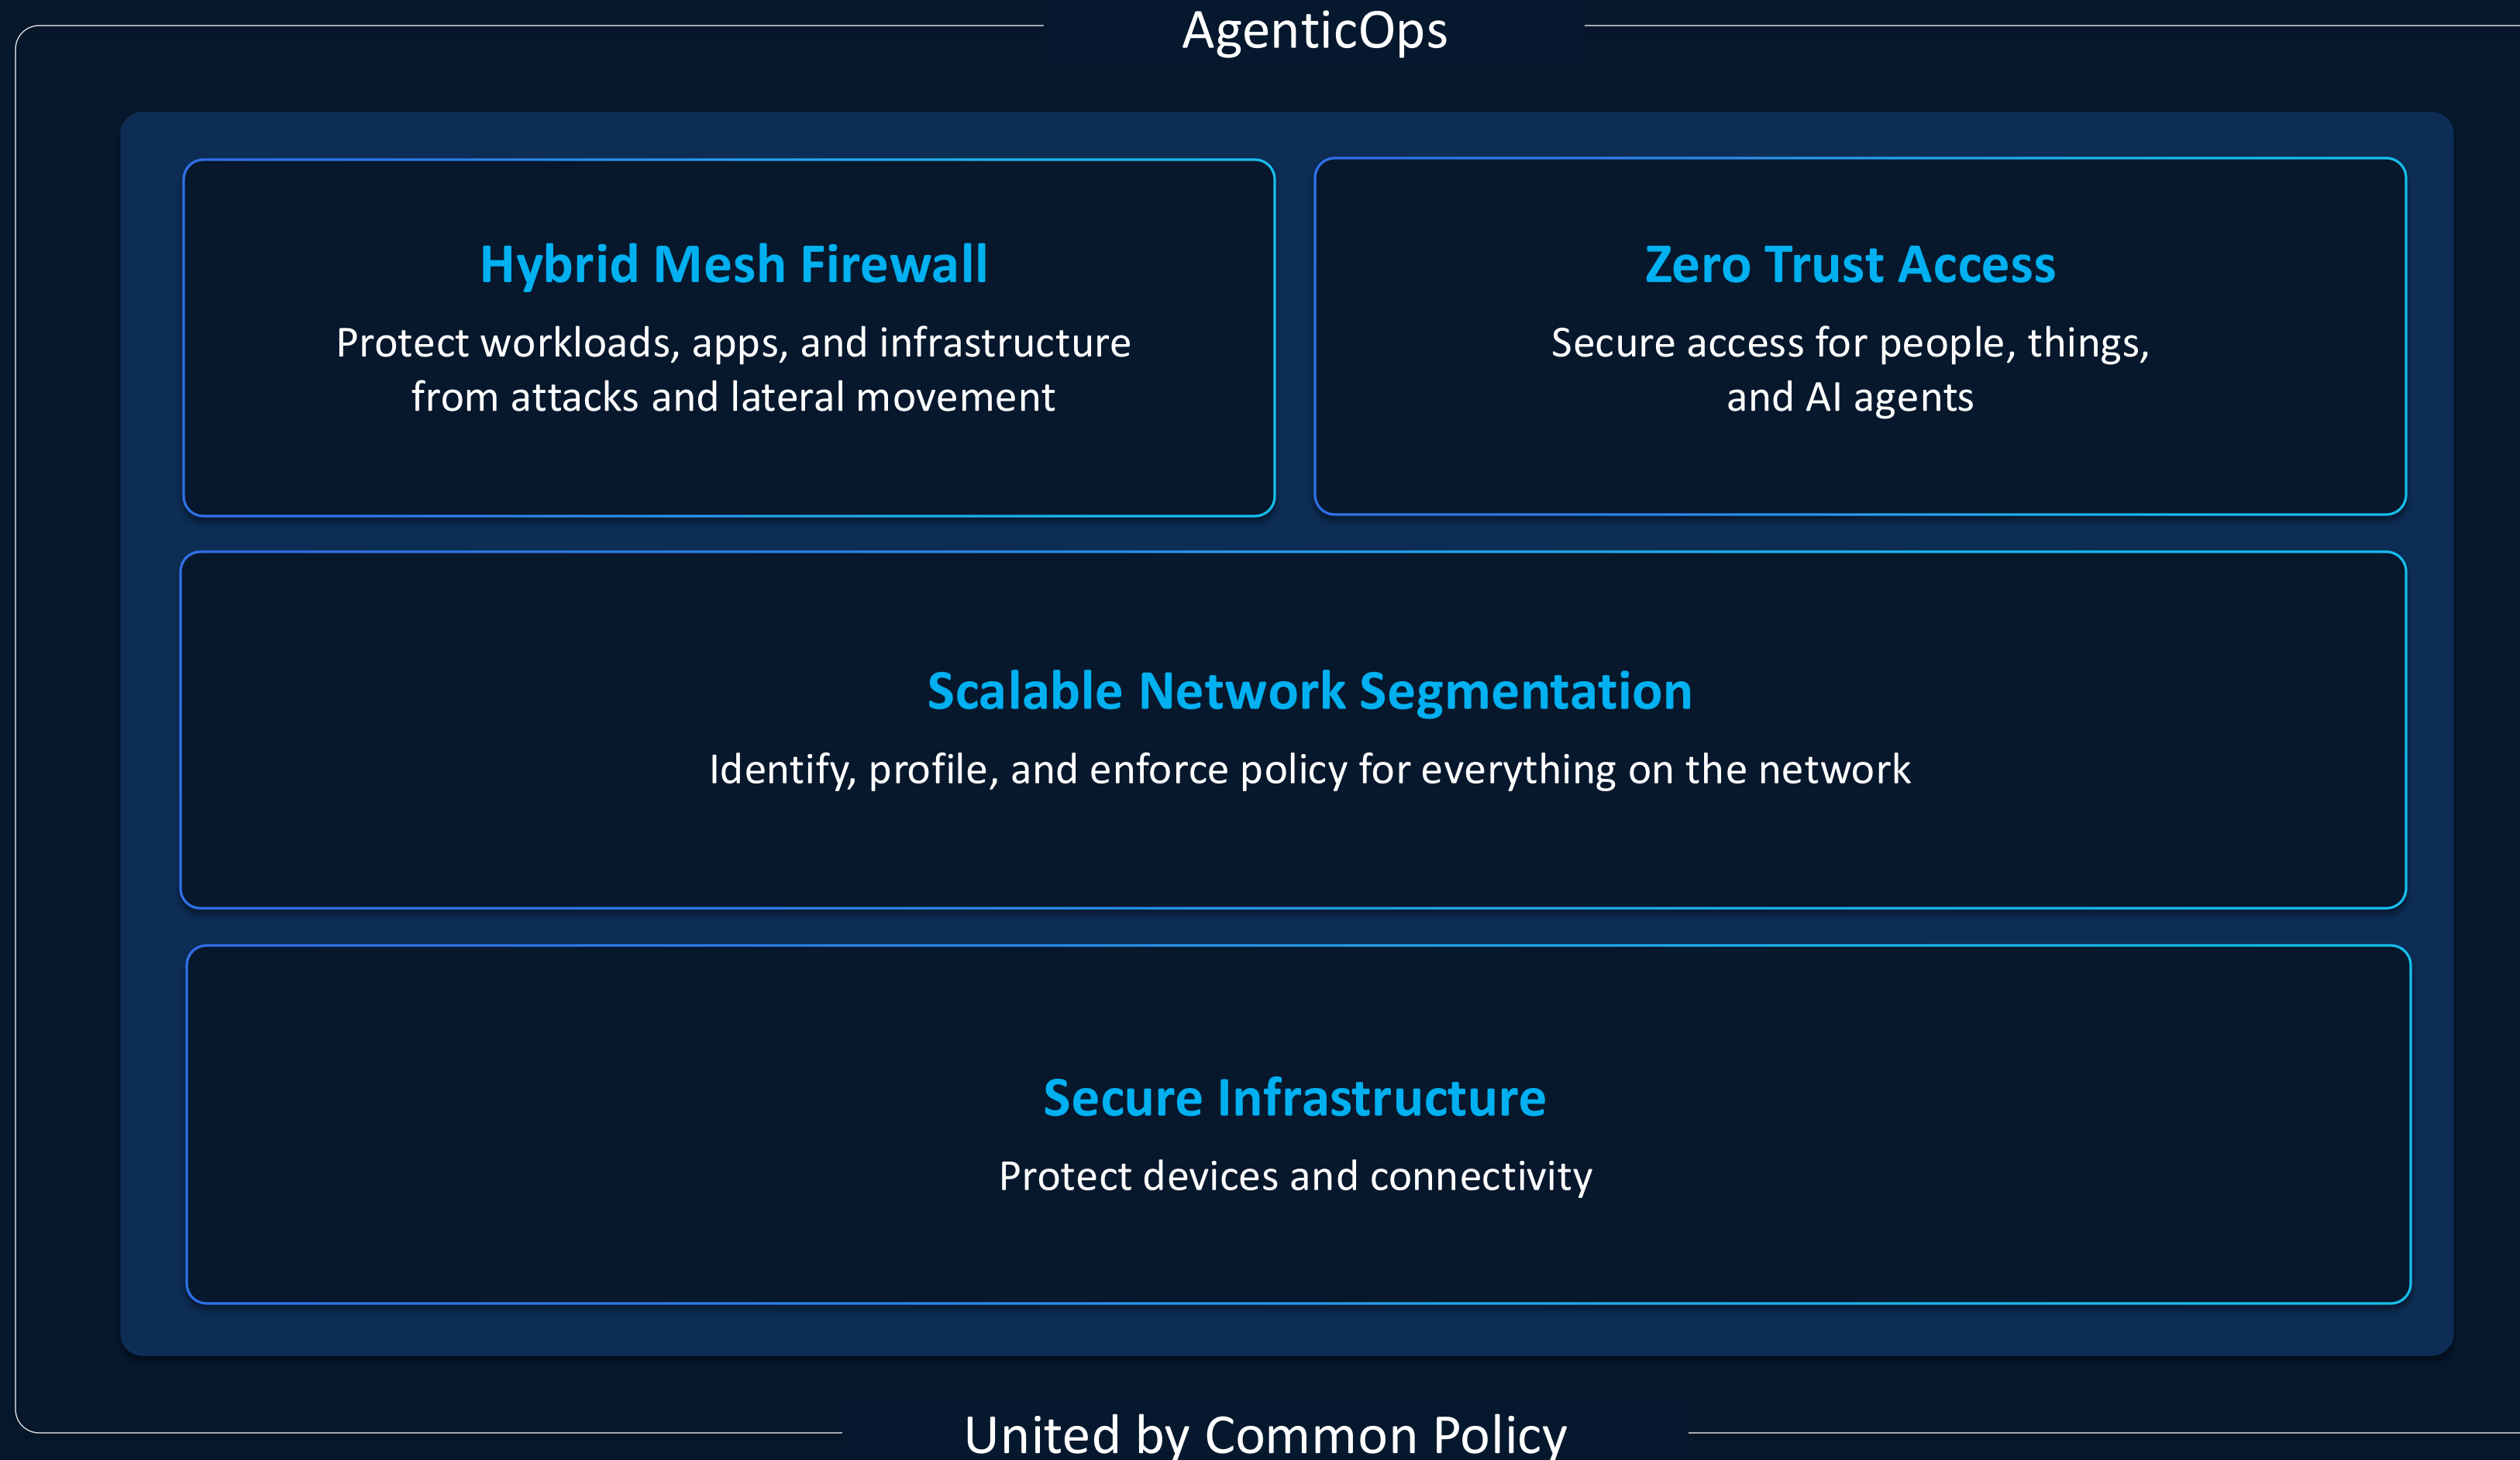 AgenticOps
Hybrid Mesh Firewall
Protect workloads, apps, and infrastructure
from attacks and lateral movement
Zero Trust Access
Secure access for people, things,
and AI agents
Scalable Network Segmentation
Identify, profile, and enforce policy for everything on the network
Secure Infrastructure
Protect devices and connectivity
United by Common Policy